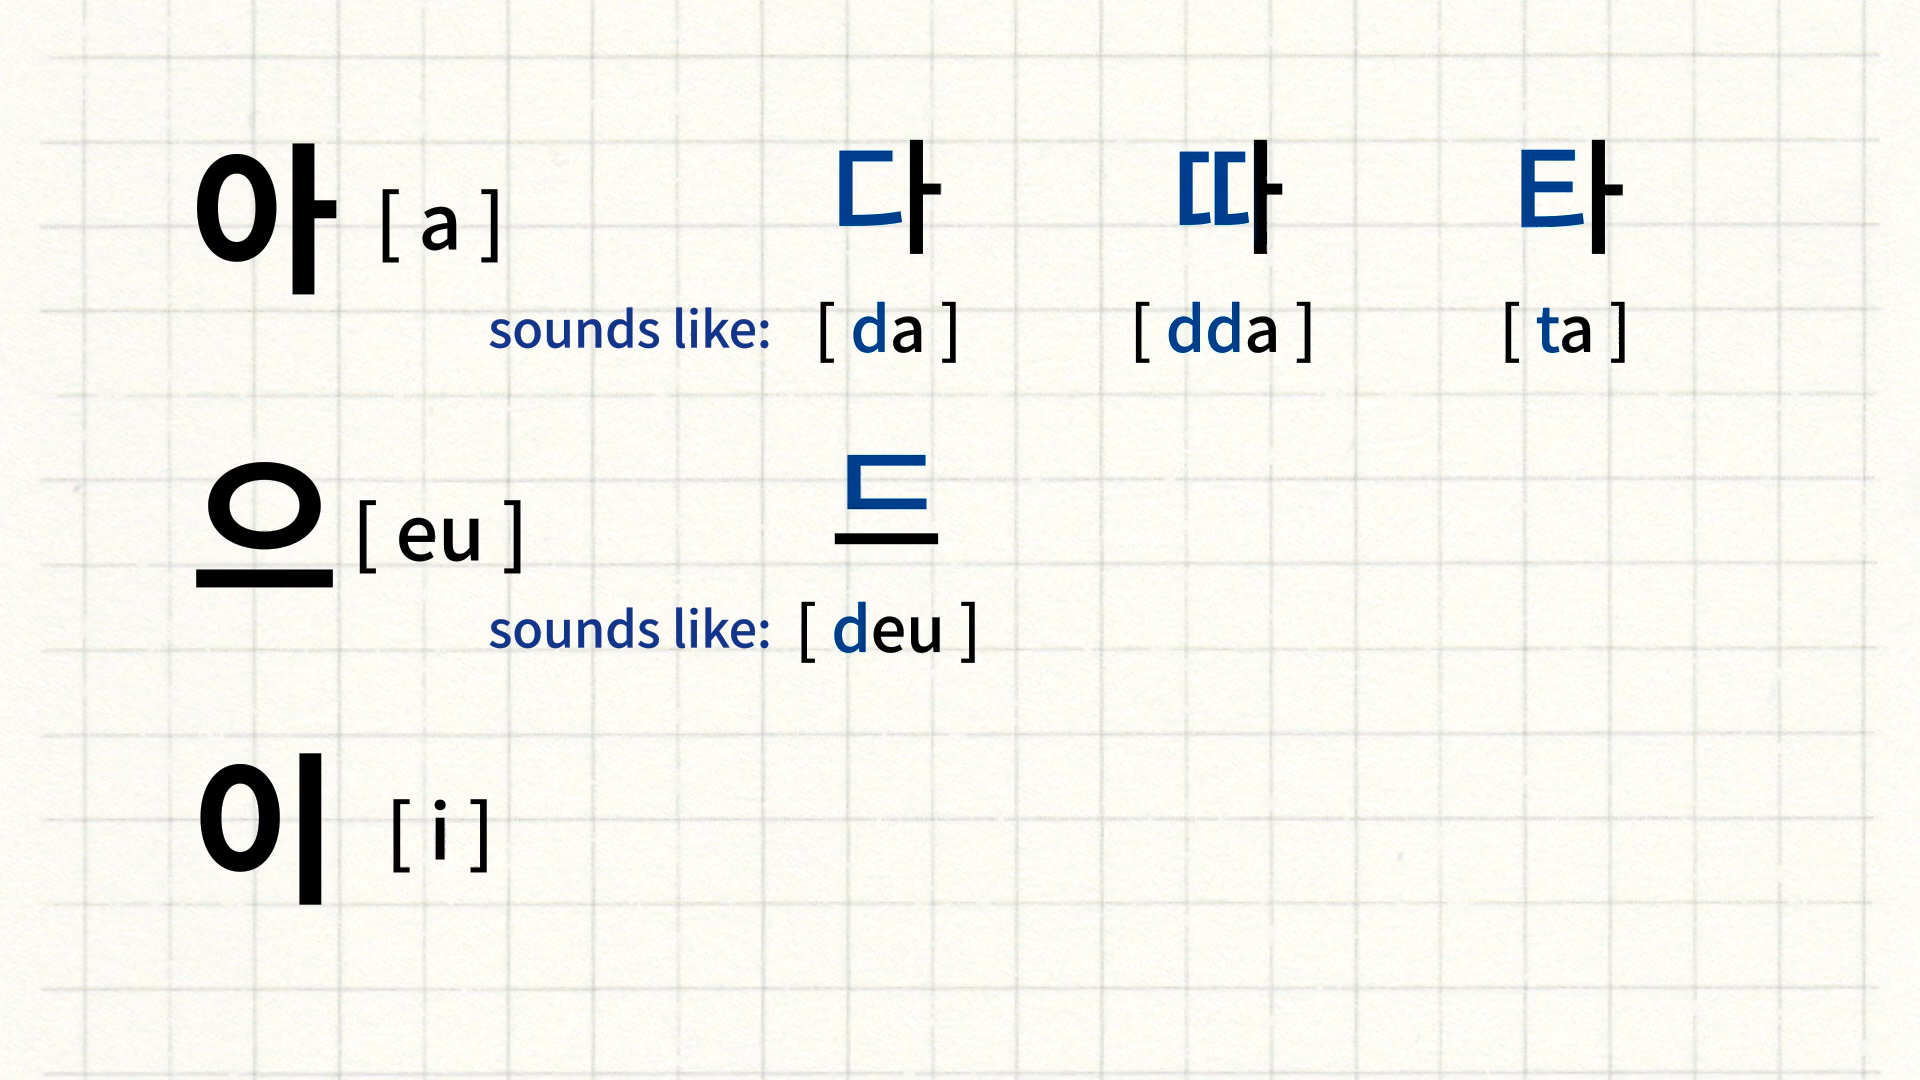 아 [ a ] 다 따 타
sounds like: [ da ] [ dda ] [ ta ]
으 [ eu ] 드
sounds like: [ deu ]
이 [ i ]